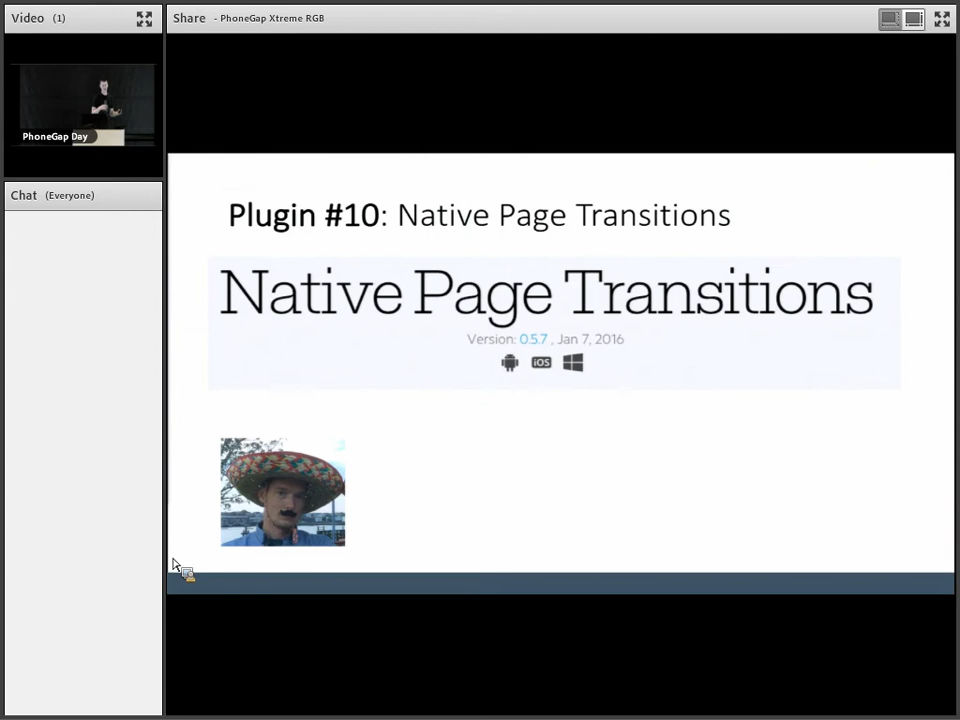 Video (1)
Share - PhoneGap Xtreme RGB
PhoneGap Day
Chat (Everyone)
Plugin #10: Native Page Transitions
Native Page Transitions
Version: 0.5.7 , Jan 7, 2016
iOS